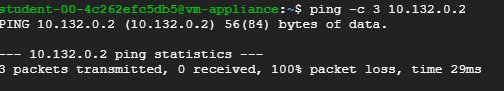 student-00-4c262efc5db5@vm-appliance:~$ ping -c 3 10.132.0.2
PING 10.132.0.2 (10.132.0.2) 56(84) bytes of data.
--- 10.132.0.2 ping statistics ---
3 packets transmitted, 0 received, 100% packet loss, time 29ms